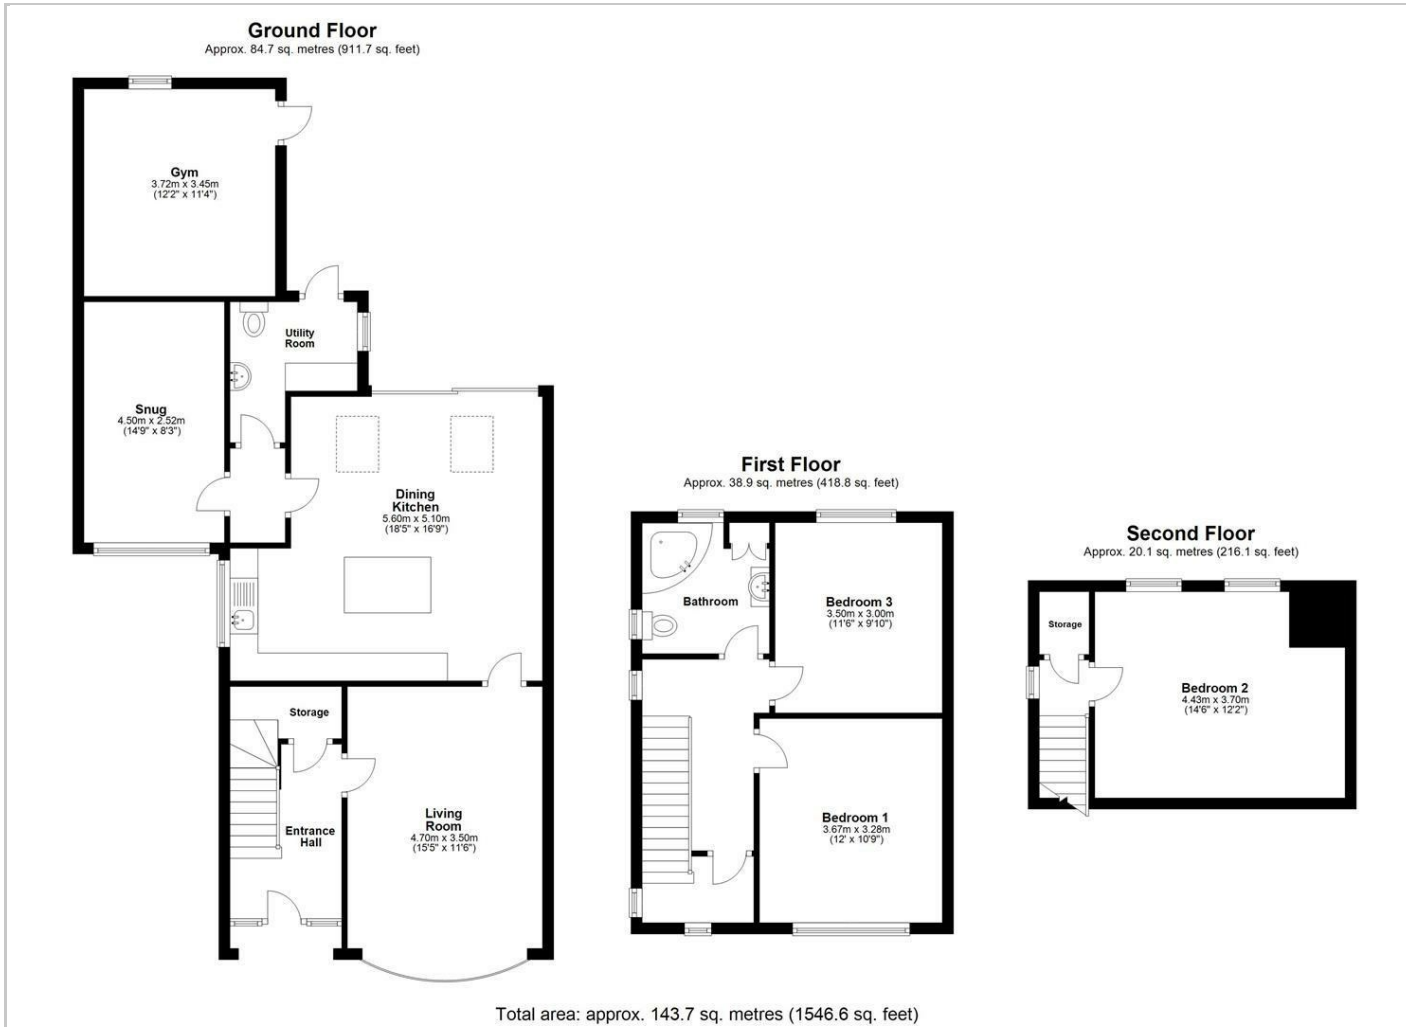 Ground Floor
Approx. 84.7 sq. metres (911.7 sq. feet)
Gym
3.72m x 3.45m
(12'2" x 11'4")
Utility
Room
Snug
4.50m x 2.52m
(14'9" x 8'3")
Dining
Kitchen
5.60m x 5.10m
(18'5" x 16'9")
Storage
Entrance
Hall
Living
Room
4.70m x 3.50m
(15'5" x 11'6")
First Floor
Approx. 38.9 sq. metres (418.8 sq. feet)
Bathroom
Bedroom 3
3.50m x 3.00m
(11'6" x 9'10")
Bedroom 1
3.67m x 3.28m
(12' x 10'9")
Second Floor
Approx. 20.1 sq. metres (216.1 sq. feet)
Storage
Bedroom 2
4.43m x 3.70m
(14'6" x 12'2")
Total area: approx. 143.7 sq. metres (1546.6 sq. feet)